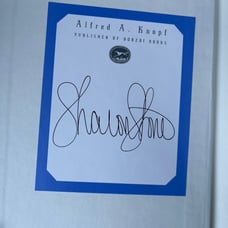 Alfred A. Knopf
PUBLISHER OF BORZOI BOOKS
Sharon Stone